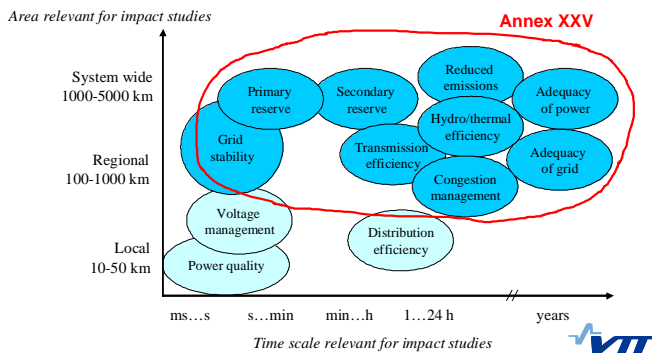 Area relevant for impact studies
Annex XXV
System wide
1000-5000 km
Regional
100-1000 km
Local
10-50 km
Primary
reserve
Secondary
reserve
Reduced
emissions
Adequacy
of power
Grid
stability
Hydro/thermal
efficiency
Transmission
efficiency
Adequacy
of grid
Congestion
management
Voltage
management
Distribution
efficiency
Power quality
ms…s
s…min
min…h
1…24 h
years
Time scale relevant for impact studies
VTT